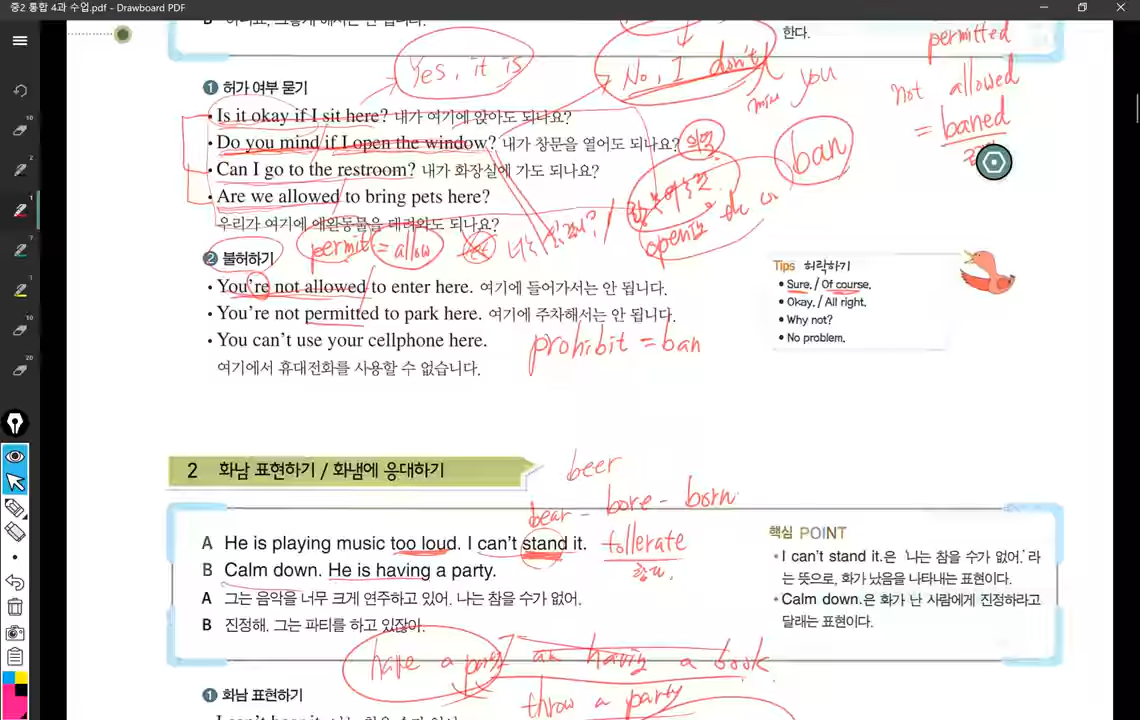 중2 통합 4과 수업.pdf - Drawboard PDF
한다.
permitted
Yes, it is
No, I don't
you
not allowed
= baned
1 허가 여부 묻기
• Is it okay if I sit here? 내가 여기에 앉아도 되나요?
• Do you mind if I open the window? 내가 창문을 열어도 되나요?
ban
• Can I go to the restroom? 내가 화장실에 가도 되나요?
• Are we allowed to bring pets here?
우리가 여기에 애완동물을 데려와도 되나요?
permit = allow
2 불허하기
• You're not allowed to enter here. 여기에 들어가서는 안 됩니다.
• You're not permitted to park here. 여기에 주차해서는 안 됩니다.
• You can't use your cellphone here.
여기에서 휴대전화를 사용할 수 없습니다.
prohibit = ban
Tips 허락하기
• Sure. / Of course.
• Okay. / All right.
• Why not?
• No problem.
2 화남 표현하기 / 화냄에 응대하기
beer
bear - bore - born
A He is playing music too loud. I can't stand it.
tollerate
B Calm down. He is having a party.
A 그는 음악을 너무 크게 연주하고 있어. 나는 참을 수가 없어.
B 진정해. 그는 파티를 하고 있잖아.
핵심 POINT
• I can't stand it.은 '나는 참을 수가 없어.'라
는 뜻으로, 화가 났음을 나타내는 표현이다.
• Calm down.은 화가 난 사람에게 진정하라고
달래는 표현이다.
have a party
having a book
throw a party
1 화남 표현하기